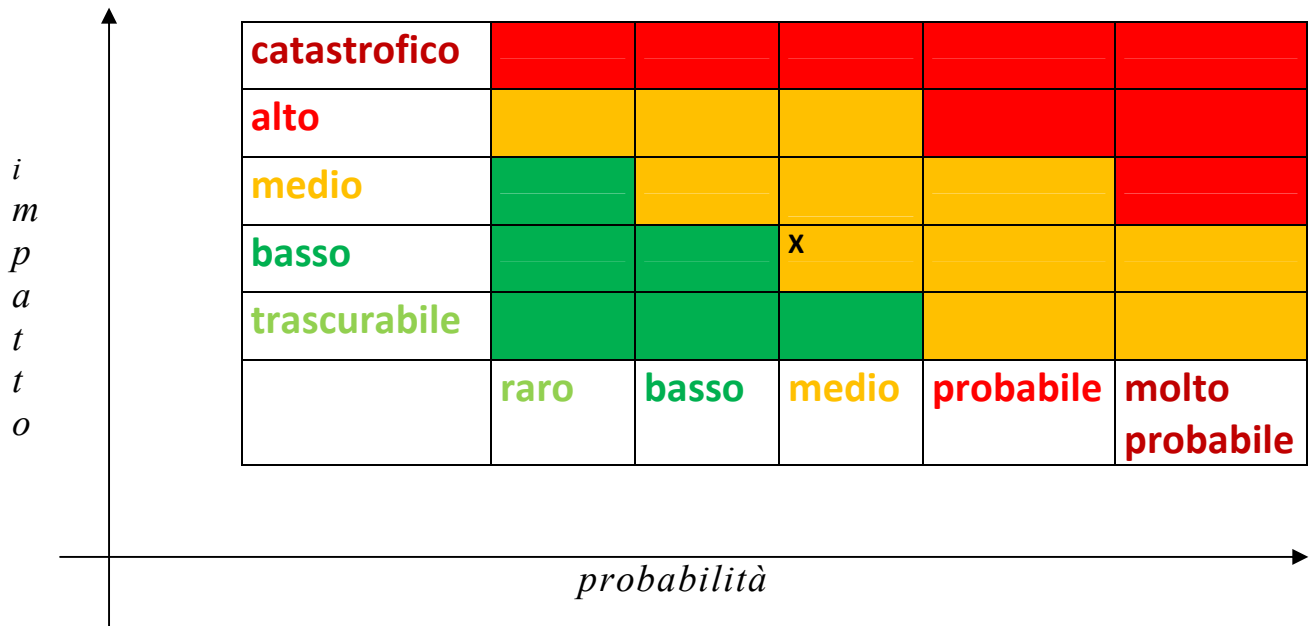 i
m
p
a
t
t
o
catastrofico
alto
medio
basso x
trascurabile
raro basso medio probabile molto
probabile
probabilità